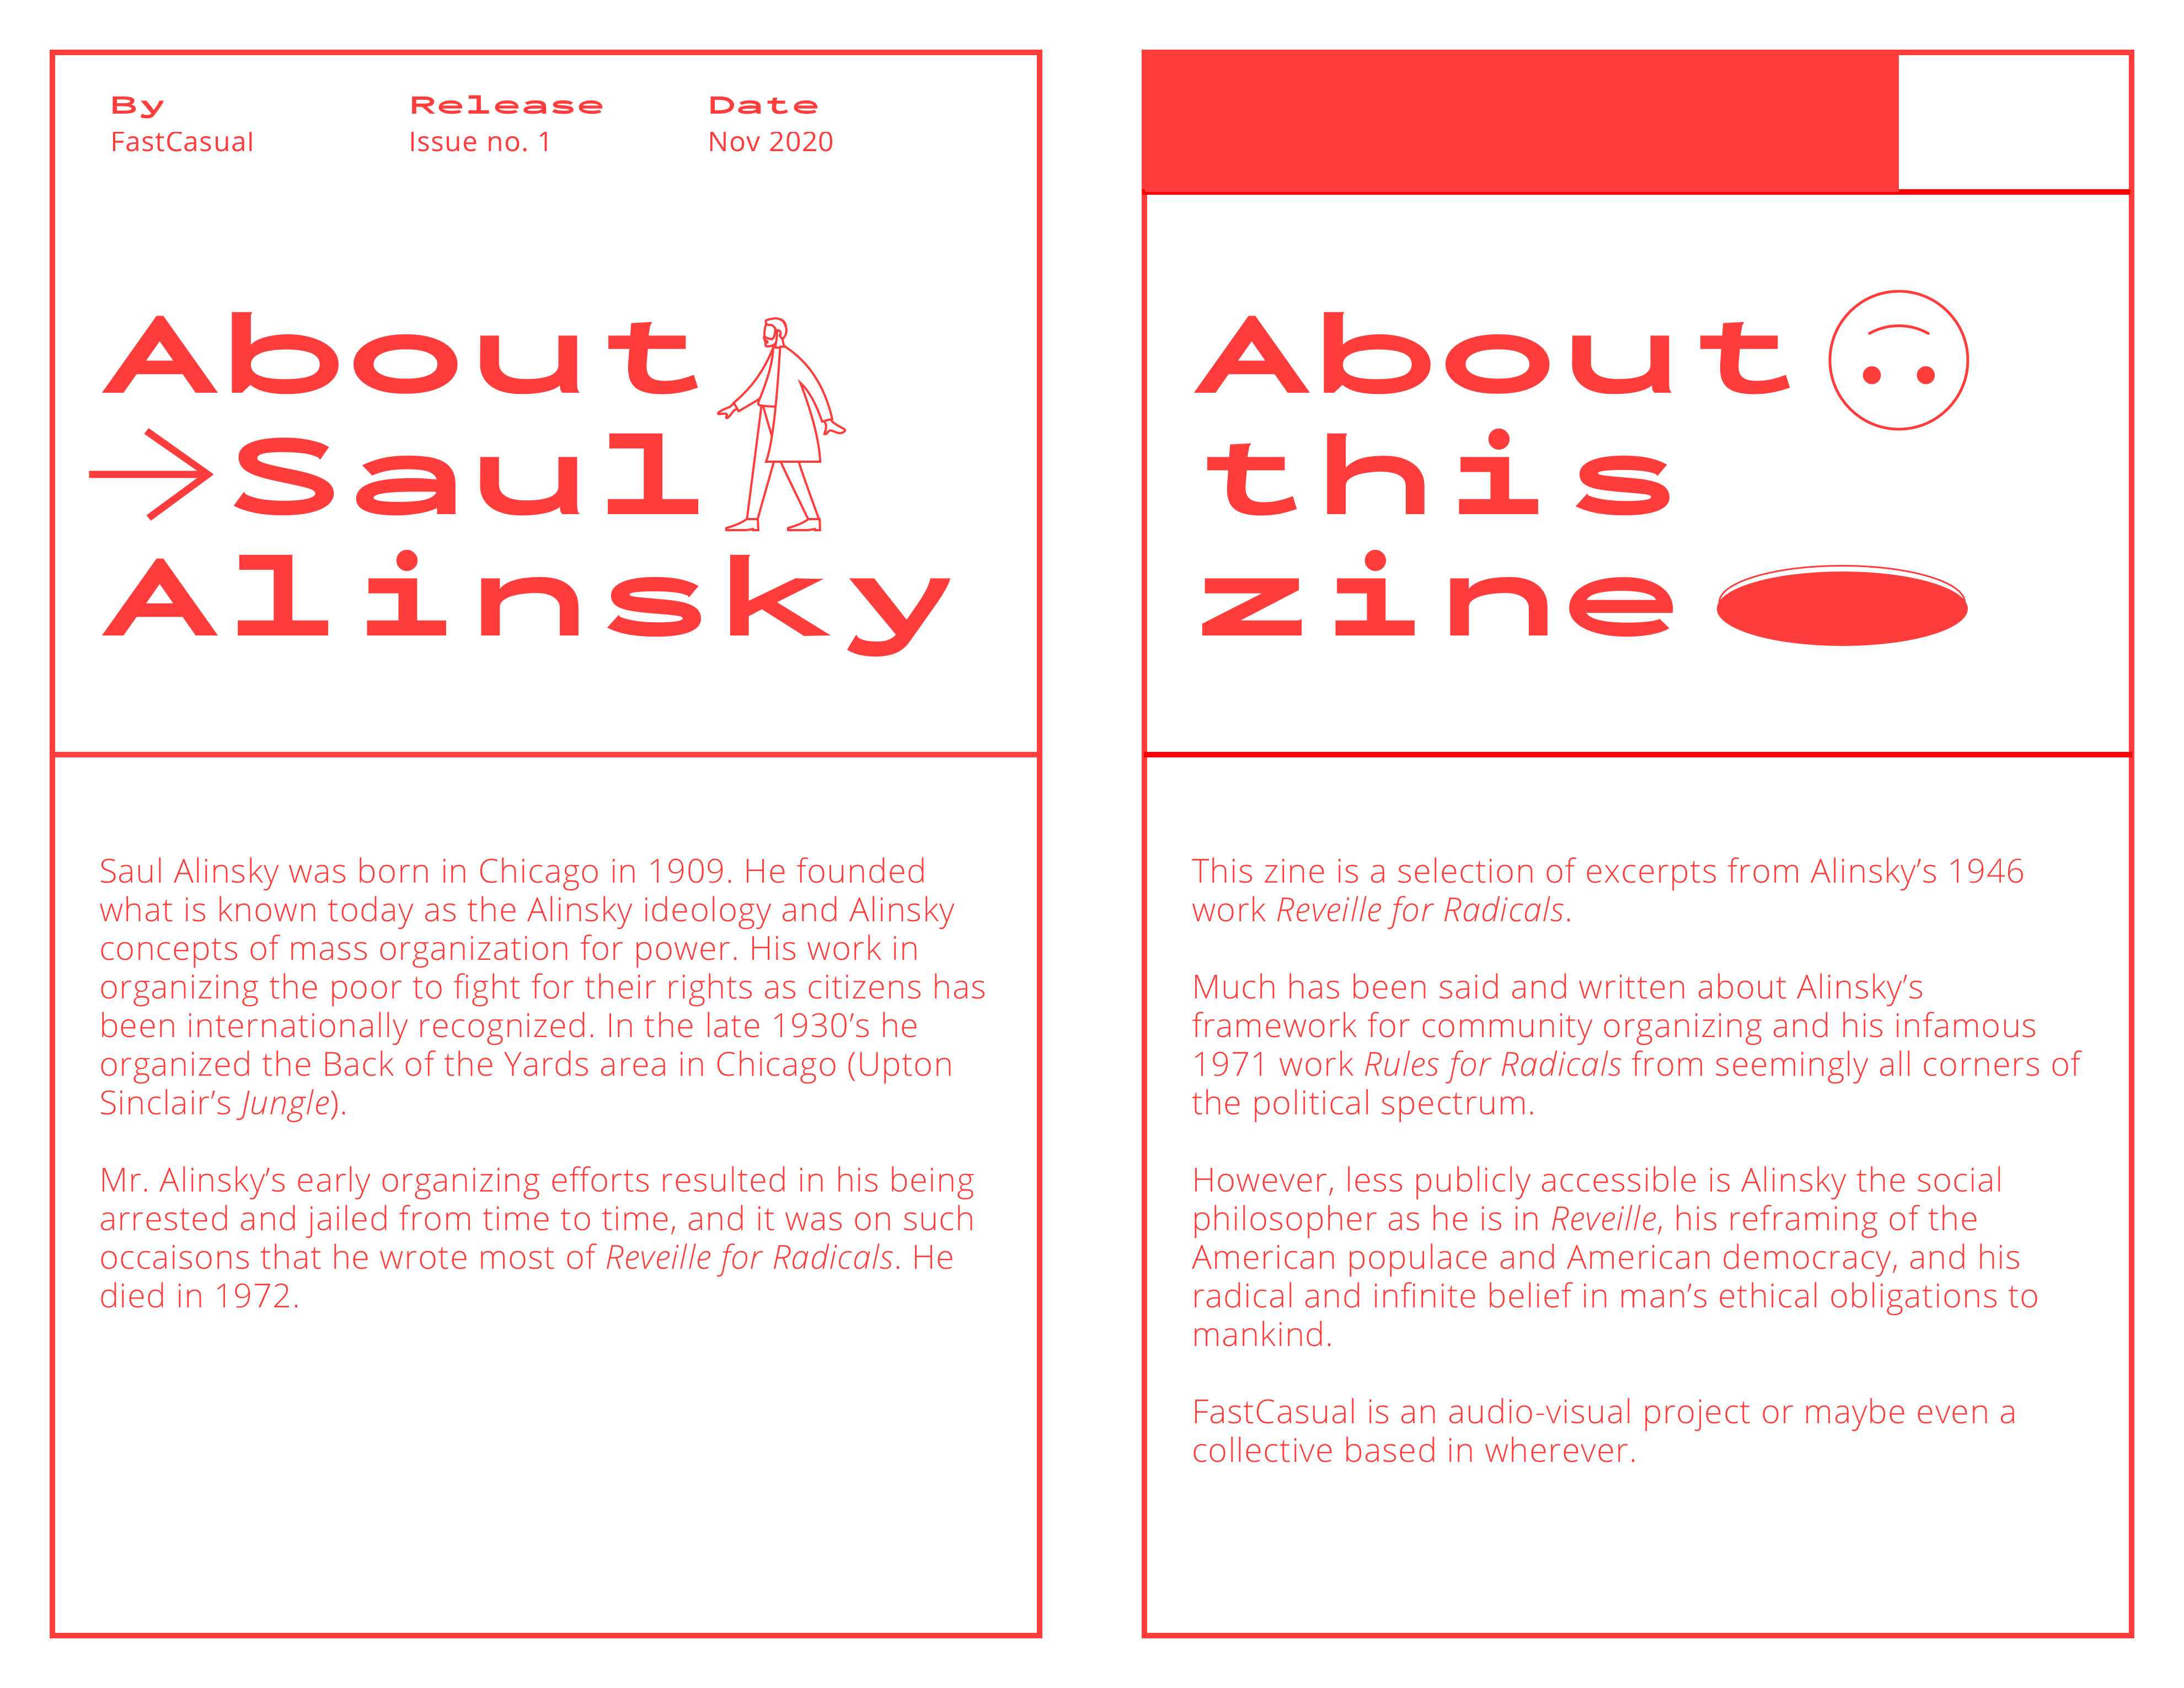 By
FastCasual
Release
Issue no. 1
Date
Nov 2020
About
→Saul
Alinsky
Saul Alinsky was born in Chicago in 1909. He founded
what is known today as the Alinsky ideology and Alinsky
concepts of mass organization for power. His work in
organizing the poor to fight for their rights as citizens has
been internationally recognized. In the late 1930’s he
organized the Back of the Yards area in Chicago (Upton
Sinclair’s Jungle).
Mr. Alinsky’s early organizing efforts resulted in his being
arrested and jailed from time to time, and it was on such
occaisons that he wrote most of Reveille for Radicals. He
died in 1972.
About
this
zine
This zine is a selection of excerpts from Alinsky’s 1946
work Reveille for Radicals.
Much has been said and written about Alinsky’s
framework for community organizing and his infamous
1971 work Rules for Radicals from seemingly all corners of
the political spectrum.
However, less publicly accessible is Alinsky the social
philosopher as he is in Reveille, his reframing of the
American populace and American democracy, and his
radical and infinite belief in man’s ethical obligations to
mankind.
FastCasual is an audio-visual project or maybe even a
collective based in wherever.